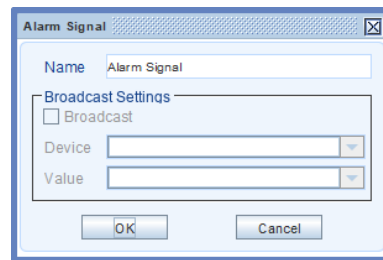 Alarm Signal
Name Alarm Signal
Broadcast Settings
Broadcast
Device
Value
OK Cancel